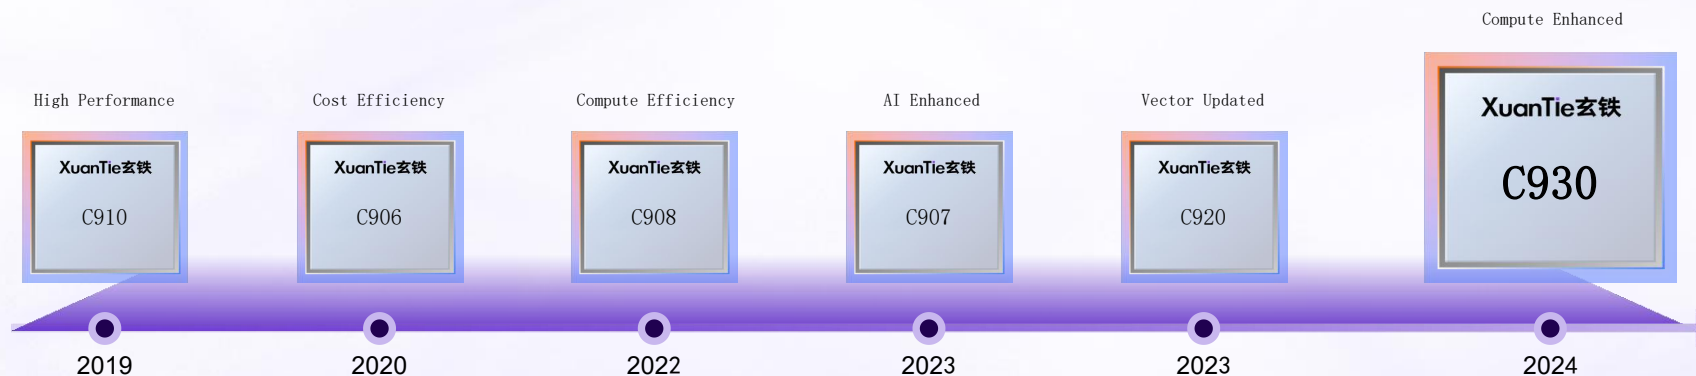 Compute Enhanced
High Performance
Cost Efficiency
Compute Efficiency
AI Enhanced
Vector Updated
XuanTie玄铁
C910
XuanTie玄铁
C906
XuanTie玄铁
C908
XuanTie玄铁
C907
XuanTie玄铁
C920
XuanTie玄铁
C930
2019
2020
2022
2023
2023
2024